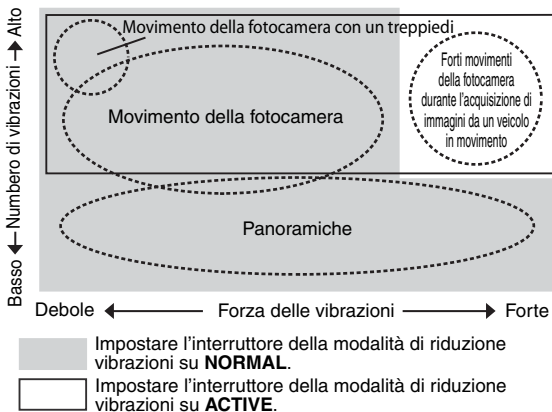 Movimento della fotocamera con un treppiedi
Forti movimenti
della fotocamera
durante l'acquisizione di
immagini da un veicolo
in movimento
Movimento della fotocamera
Panoramiche
Basso ← Numbero di vibrazioni → Alto
Debole ← Forza delle vibrazioni → Forte
Impostare l'interruttore della modalità di riduzione
vibrazioni su NORMAL.
Impostare l'interruttore della modalità di riduzione
vibrazioni su ACTIVE.